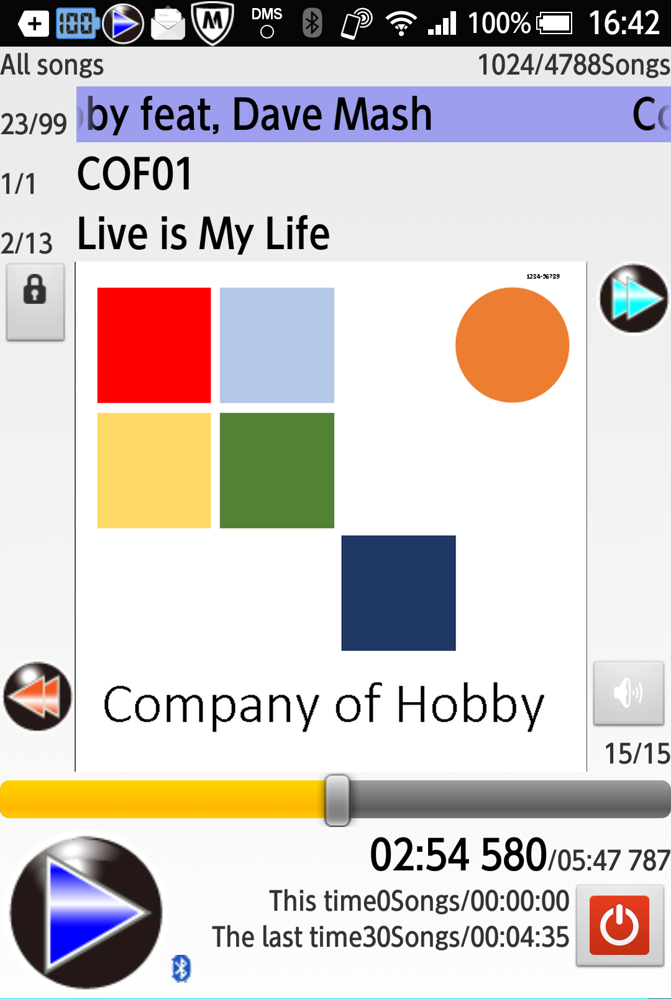 100 M DMS 100% 16:42
All songs 1024/4788Songs
23/99 by feat, Dave Mash
1/1 COF01
2/13 Live is My Life
1234-56789
Company of Hobby
15/15
02:54 580/05:47 787
This time0Songs/00:00:00
The last time30Songs/00:04:35